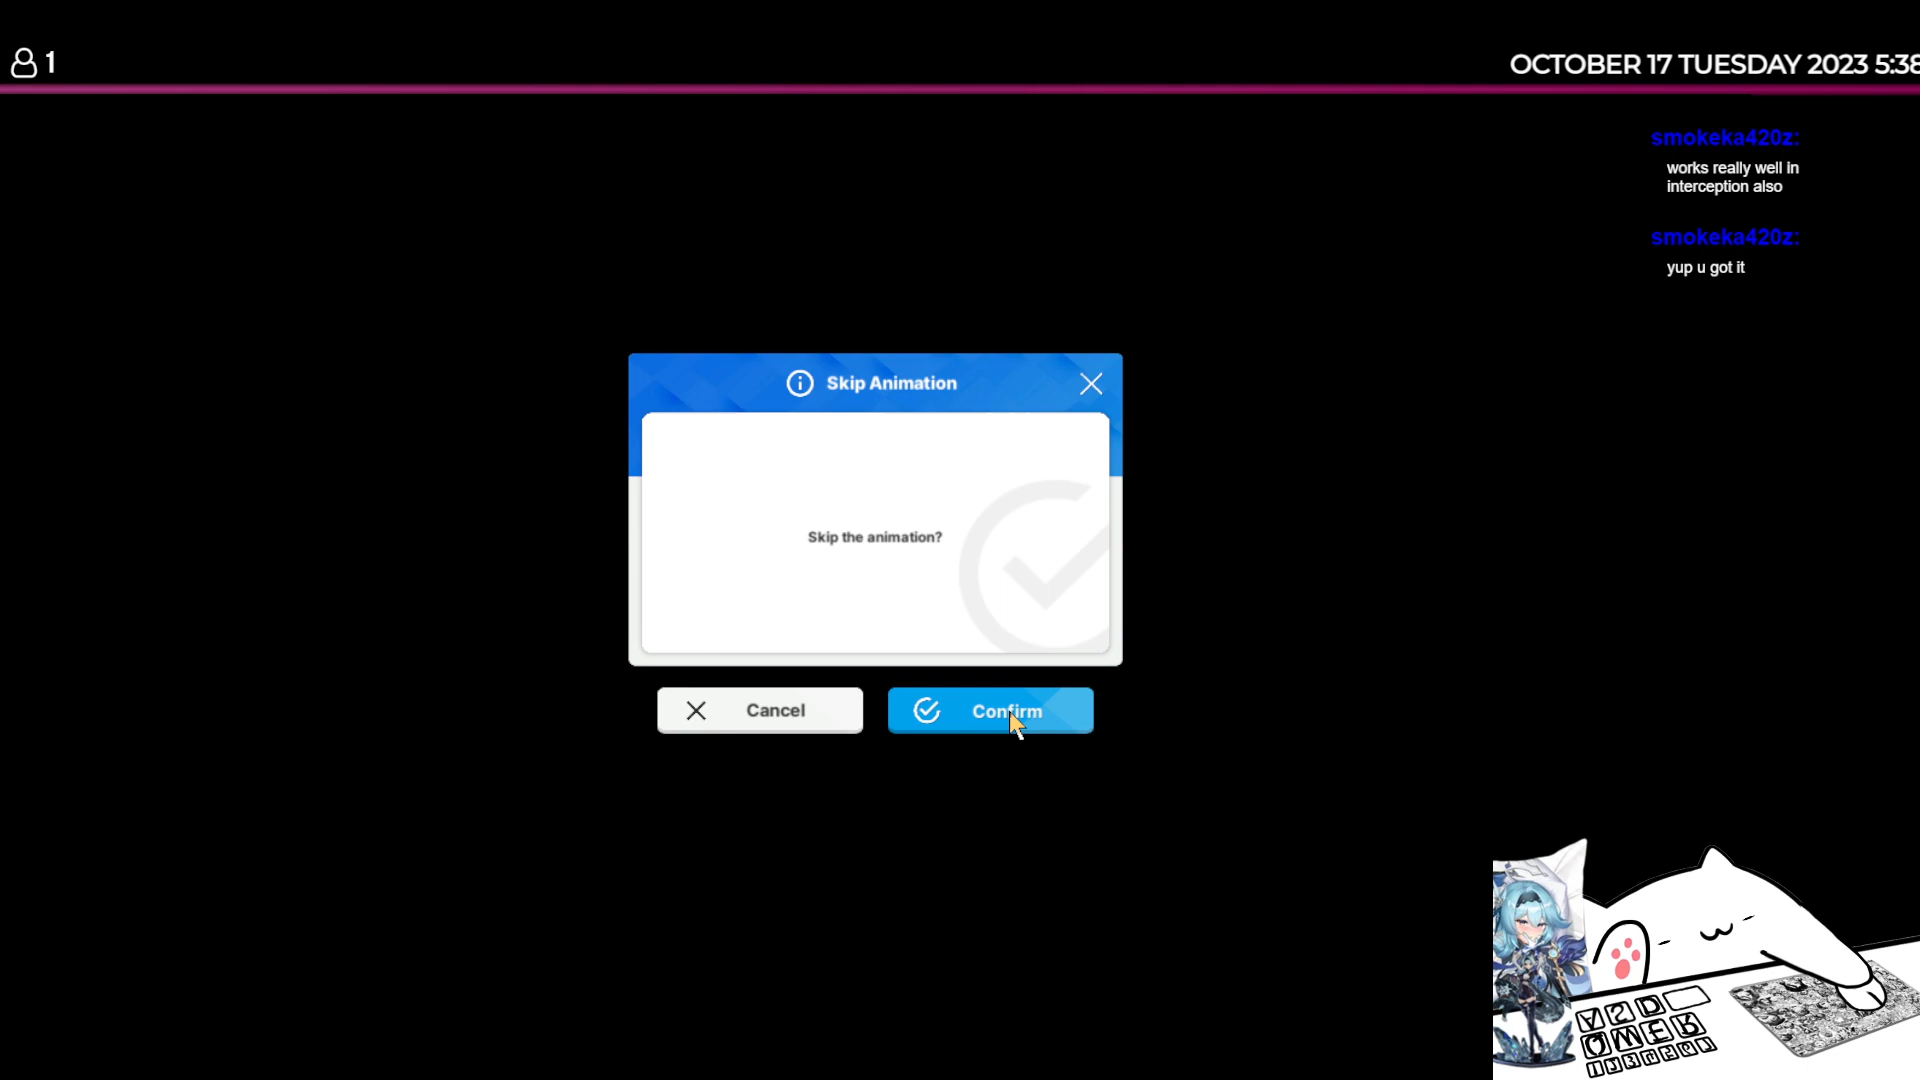 1
OCTOBER 17 TUESDAY 2023 5:38
smokeka420z:
works really well in
interception also
smokeka420z:
yup u got it
Skip Animation
Skip the animation?
Cancel
Confirm
A S D
Q W E R